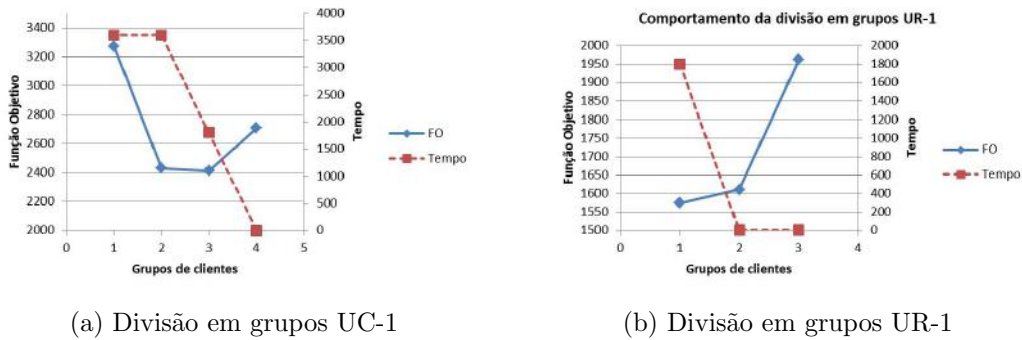 Função Objetivo
3400
3200
3000
2800
2600
2400
2200
2000
4000
3500
3000
2500
2000
1500
1000
500
0
Tempo
0 1 2 3 4 5
Grupos de clientes
FO
Tempo
(a) Divisão em grupos UC-1
Comportamento da divisão em grupos UR-1
Função Objetivo
2000
1950
1900
1850
1800
1750
1700
1650
1600
1550
1500
2000
1800
1600
1400
1200
1000
800
600
400
200
0
Tempo
0 1 2 3 4
Grupos de clientes
FO
Tempo
(b) Divisão em grupos UR-1